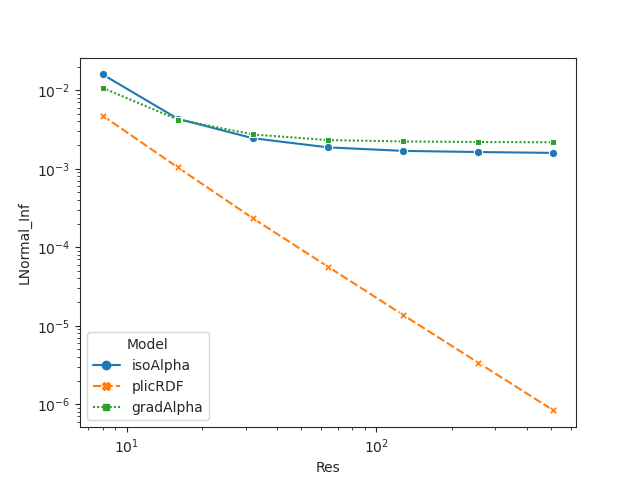 LNormal_Inf
10⁻²
10⁻³
10⁻⁴
10⁻⁵
10⁻⁶
Model
isoAlpha
plicRDF
gradAlpha
10¹
10²
Res